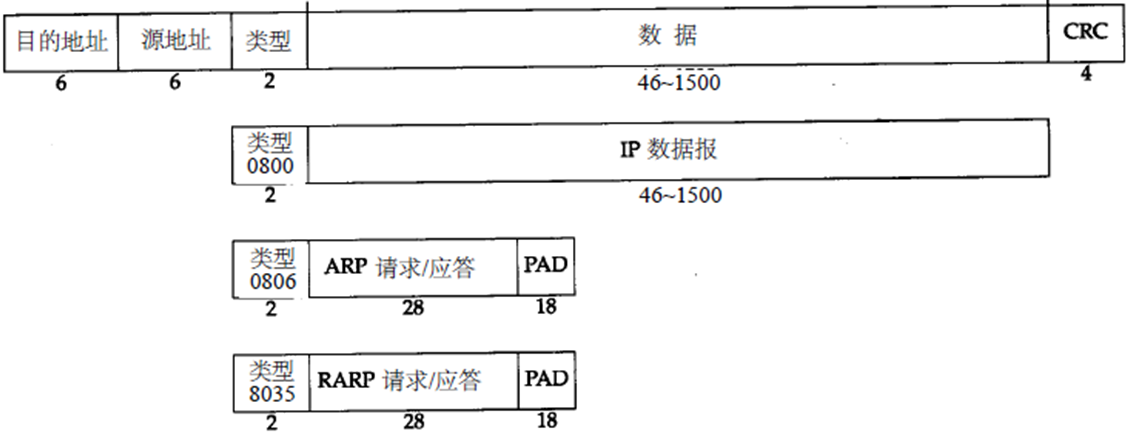 目的地址 源地址 类型 数 据 CRC
6 6 2 46~1500 4
类型
0800 IP 数据报
2 46~1500
类型
0806 ARP 请求/应答 PAD
2 28 18
类型
8035 RARP 请求/应答 PAD
2 28 18